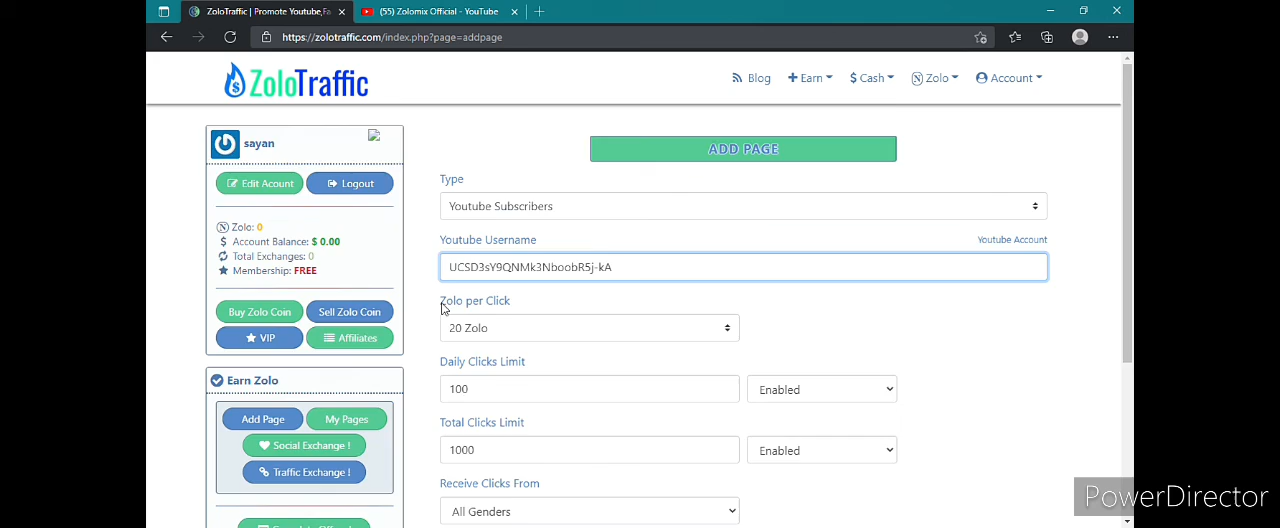 ZoloTraffic | Promote Youtube,Fa
(55) Zolomix Official - YouTube
https://zolotraffic.com/index.php?page=addpage
ZoloTraffic
Blog
Earn
$ Cash
Zolo
Account
sayan
Edit Acount
Logout
Zolo: 0
$ Account Balance: $ 0.00
Total Exchanges: 0
Membership: FREE
Buy Zolo Coin
Sell Zolo Coin
VIP
Affiliates
Earn Zolo
Add Page
My Pages
Social Exchange !
Traffic Exchange !
ADD PAGE
Type
Youtube Subscribers
Youtube Username
Youtube Account
UCSD3sY9QNMk3NboobR5j-kA
Zolo per Click
20 Zolo
Daily Clicks Limit
100
Enabled
Total Clicks Limit
1000
Enabled
Receive Clicks From
All Genders
PowerDirector